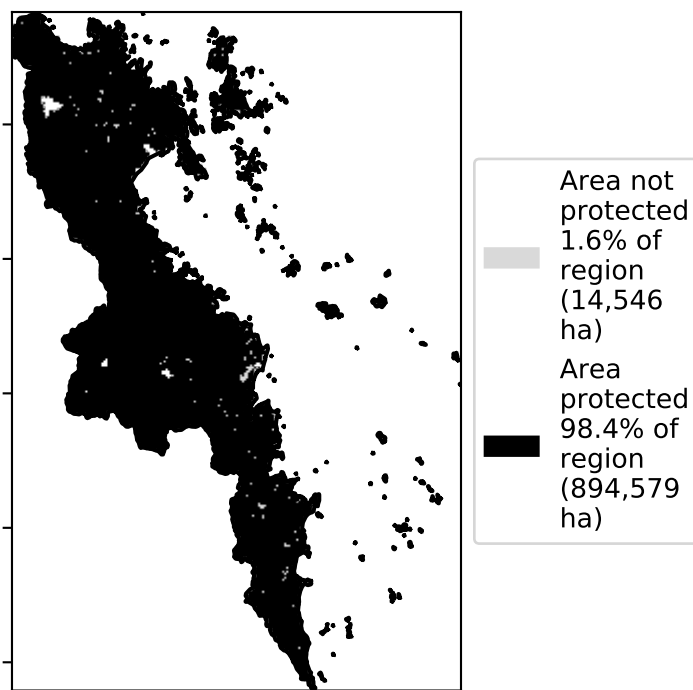 Area not
protected
1.6% of
region
(14,546
ha)
Area
protected
98.4% of
region
(894,579
ha)